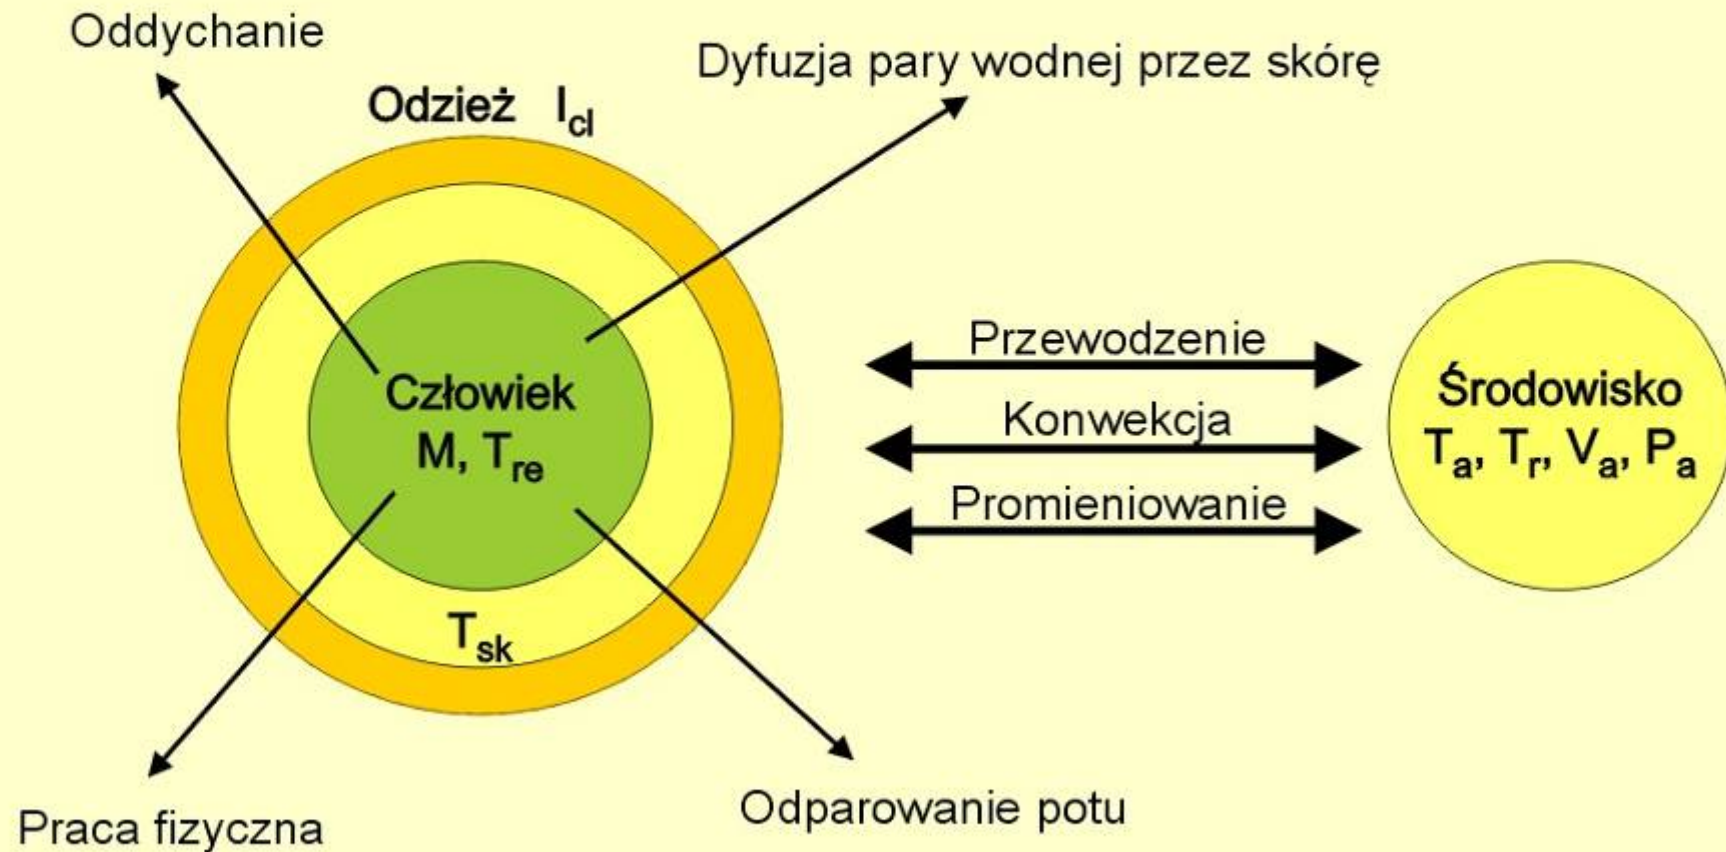 Oddychanie
Dyfuzja pary wodnej przez skórę
Odzież I_cl
Przewodzenie
Człowiek
M, T_re
Konwekcja
Środowisko
T_a, T_r, V_a, P_a
Promieniowanie
T_sk
Odparowanie potu
Praca fizyczna